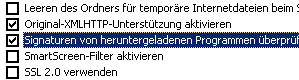 Leeren des Ordners für temporäre Internetdateien beim
Original-XMLHTTP-Unterstützung aktivieren
Signaturen von heruntergeladenen Programmen überprüf
SmartScreen-Filter aktivieren
SSL 2.0 verwenden